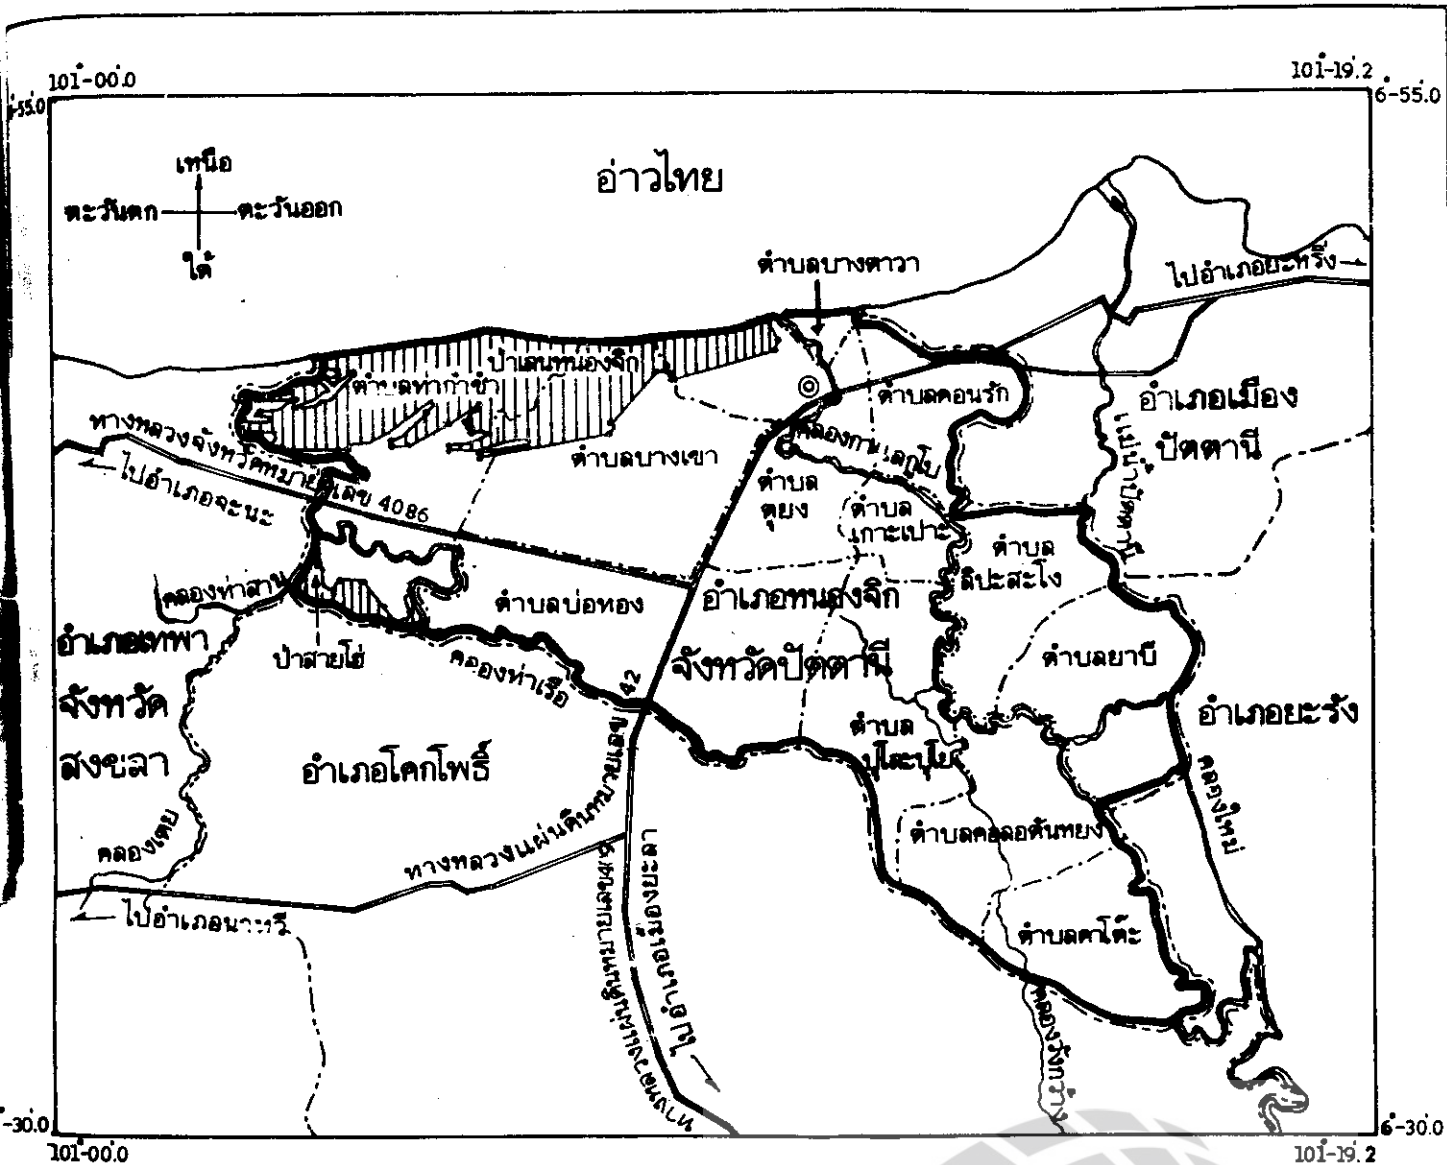 101°-00.0
101°-19.2
6°-55.0
เหนือ
ตะวันตก
ตะวันออก
ใต้
อ่าวไทย
ตำบลบางตาวา
ไปอำเภอยะหริ่ง
ป่าเลนหนองจิก
ตำบลท่ากำชำ
ตำบลดอนรัก
อำเภอเมือง
ปัตตานี
แม่น้ำปัตตานี
ทางหลวงจังหวัดหมายเลข 4086
ไปอำเภอจะนะ
ตำบลบางเขา
ตำบล
ตุยง
ตำบล
เกาะเปาะ
ตำบล
ลิปะสะโง
คลองท่าสาน
ตำบลบ่อทอง
อำเภอหนองจิก
จังหวัดปัตตานี
อำเภอเทพา
จังหวัด
สงขลา
ป่าสายโฮ่
คลองท่าเรือ
ตำบลยาบี
อำเภอยะรัง
ตำบล
ปุโละปุโย
อำเภอโคกโพธิ์
ทางหลวงแผ่นดินหมายเลข 42
คลองใหม่
คลองเตย
ตำบลคอลอตันหยง
ไปอำเภอนาทวี
ไปอำเภอเมืองยะลา
ตำบลดาโต๊ะ
คลองวังกว้าง
6°-30.0
101°-00.0
101°-19.2